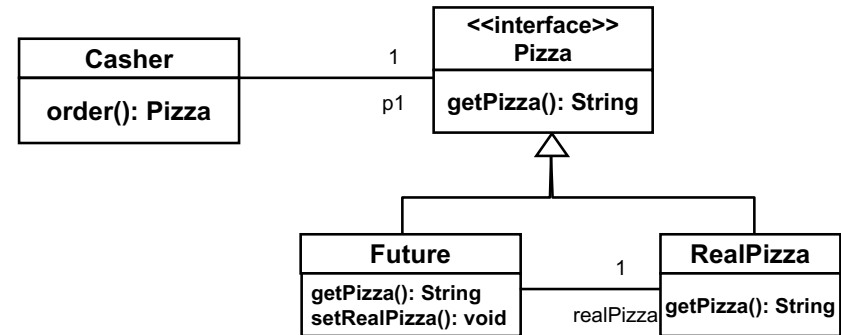 <<interface>>
Pizza
getPizza(): String
Casher
order(): Pizza
1
p1
Future
getPizza(): String
setRealPizza(): void
1
realPizza
RealPizza
getPizza(): String